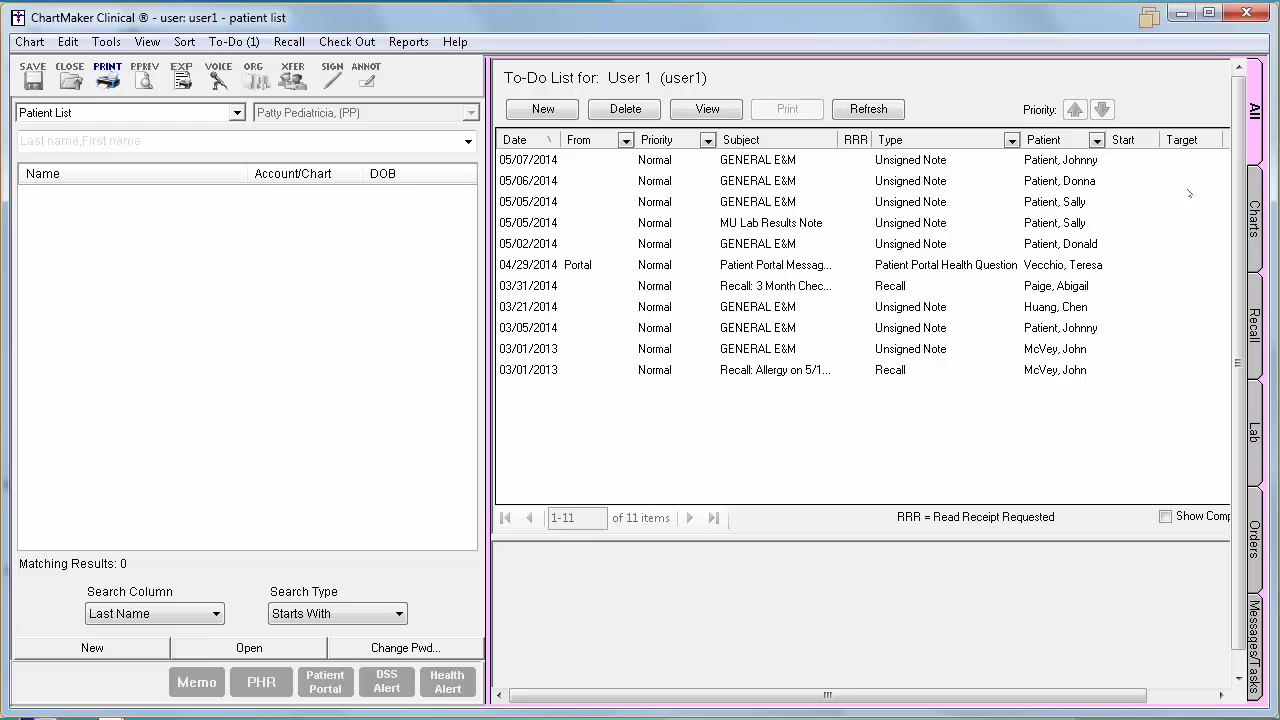 ChartMaker Clinical ® - user: user1 - patient list
Chart Edit Tools View Sort To-Do (1) Recall Check Out Reports Help
SAVE CLOSE PRINT PPREV EXP VOICE ORG XFER SIGN ANNOT
Patient List Patty Pediatricia, (PP)
Last name,First name
Name Account/Chart DOB
Matching Results: 0
Search Column Search Type
Last Name Starts With
New Open Change Pwd...
Memo PHR Patient Portal DSS Alert Health Alert
To-Do List for: User 1 (user1)
New Delete View Print Refresh Priority:
Date From Priority Subject RRR Type Patient Start Target
05/07/2014 Normal GENERAL E&M Unsigned Note Patient, Johnny
05/06/2014 Normal GENERAL E&M Unsigned Note Patient, Donna
05/05/2014 Normal GENERAL E&M Unsigned Note Patient, Sally
05/05/2014 Normal MU Lab Results Note Unsigned Note Patient, Sally
05/02/2014 Normal GENERAL E&M Unsigned Note Patient, Donald
04/29/2014 Portal Normal Patient Portal Messag... Patient Portal Health Question Vecchio, Teresa
03/31/2014 Normal Recall: 3 Month Chec... Recall Paige, Abigail
03/21/2014 Normal GENERAL E&M Unsigned Note Huang, Chen
03/05/2014 Normal GENERAL E&M Unsigned Note Patient, Johnny
03/01/2013 Normal GENERAL E&M Unsigned Note McVey, John
03/01/2013 Normal Recall: Allergy on 5/1... Recall McVey, John
1-11 of 11 items RRR = Read Receipt Requested Show Comp
All
Charts
Recall
Lab
Orders
Messages/Tasks